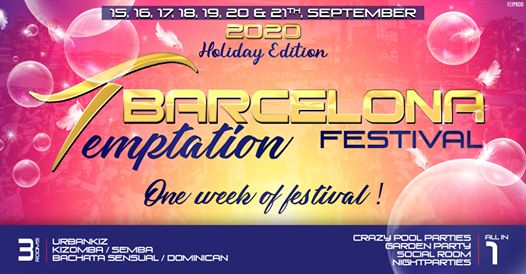 FLYPROD
15, 16, 17, 18, 19, 20 & 21TH, SEPTEMBER
2020
Holiday Edition
BARCELONA
Temptation FESTIVAL
One week of festival !
3 ROOMS
URBANKIZ
KIZOMBA / SEMBA
BACHATA SENSUAL / DOMINICAN
CRAZY POOL PARTIES
GARDEN PARTY
SOCIAL ROOM
NIGHTPARTIES
ALL IN
1